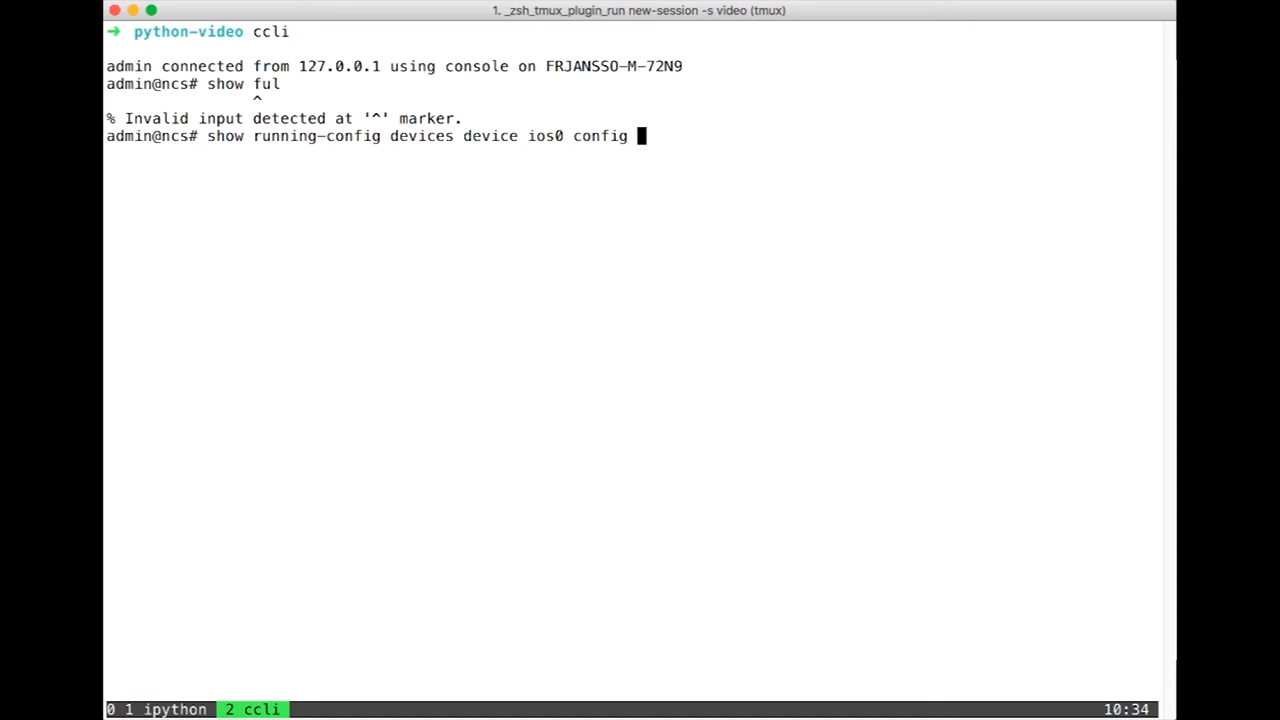 1. _zsh_tmux_plugin_run new-session -s video (tmux)
➜ python-video ccli
admin connected from 127.0.0.1 using console on FRJANSSO-M-72N9
admin@ncs# show ful
^
% Invalid input detected at '^' marker.
admin@ncs# show running-config devices device ios0 config
0 1 ipython 2 ccli 10:34